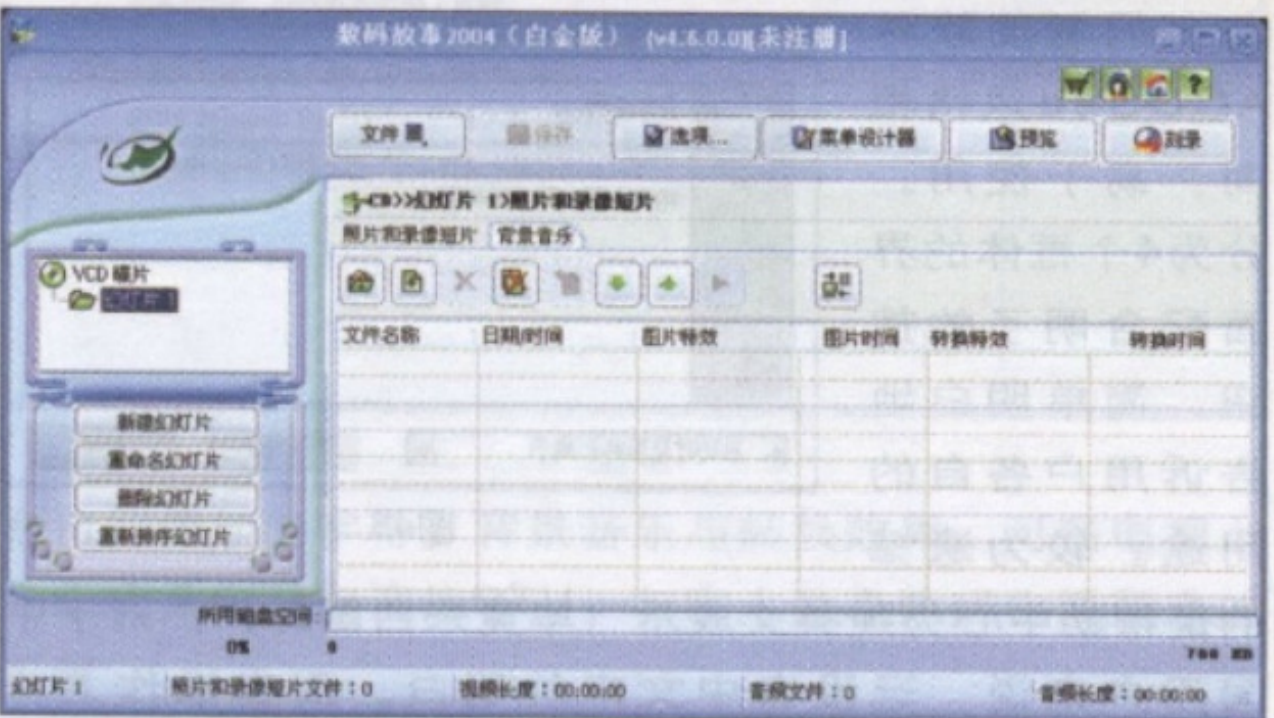 数码故事2004（白金版） (v4.6.0.0)[未注册]
文件 保存 选项... 菜单设计器 预览 刻录
CD>>幻灯片 1>照片和录像短片
照片和录像短片 背景音乐
VCD 碟片
幻灯片 1
文件名称 日期/时间 图片特效 图片时间 转换特效 转换时间
新建幻灯片
重命名幻灯片
删除幻灯片
重新排序幻灯片
所用磁盘空间
0% 0 700 MB
幻灯片 1 照片和录像短片文件：0 视频长度：00:00:00 音频文件：0 音频长度：00:00:00